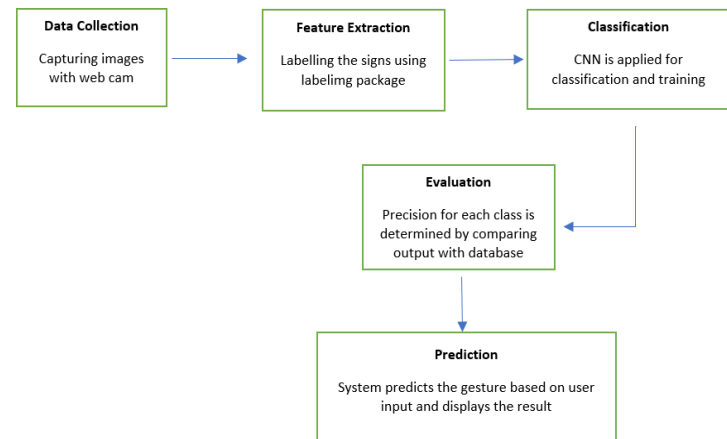 Data Collection
Capturing images
with web cam
Feature Extraction
Labelling the signs using
labelimg package
Classification
CNN is applied for
classification and training
Evaluation
Precision for each class is
determined by comparing
output with database
Prediction
System predicts the gesture based on user
input and displays the result